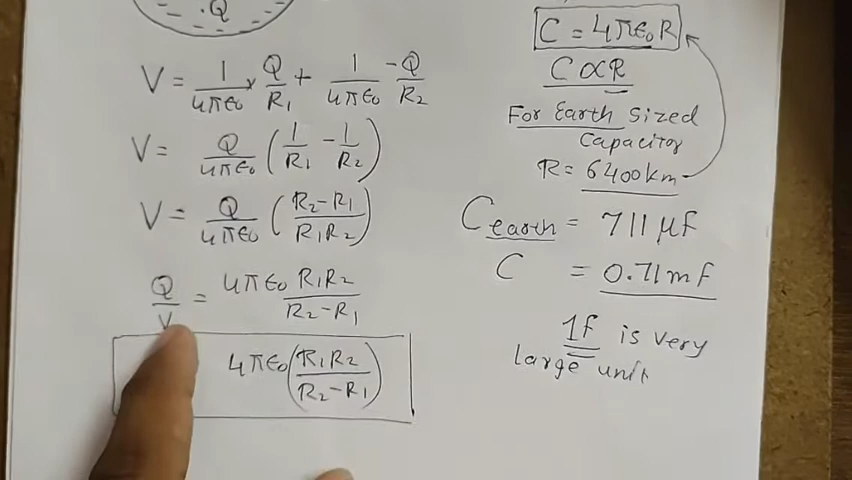 -Q
V = 1/4πϵ₀ × Q/R₁ + 1/4πϵ₀ -Q/R₂
V = Q/4πϵ₀ (1/R₁ - 1/R₂)
V = Q/4πϵ₀ (R₂-R₁/R₁R₂)
Q/V = 4πϵ₀ R₁R₂/R₂-R₁
4πϵ₀(R₁R₂/R₂-R₁)
C = 4πϵ₀R
C ∝ R
For Earth Sized
Capacitor
R = 6400km
Cearth = 711 μf
C = 0.71mf
1f is very
large unit